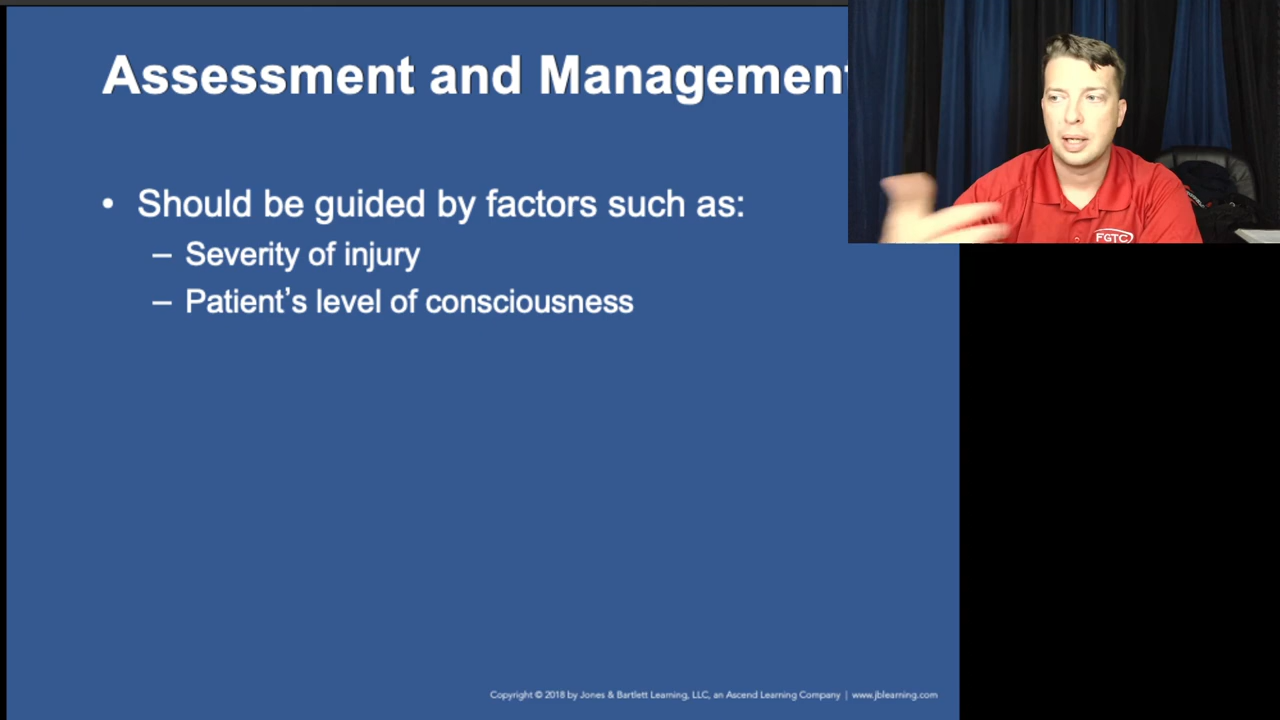 Assessment and Management
• Should be guided by factors such as:
– Severity of injury
– Patient's level of consciousness
FGTC
Copyright © 2018 by Jones & Bartlett Learning, LLC, an Ascend Learning Company | www.jblearning.com